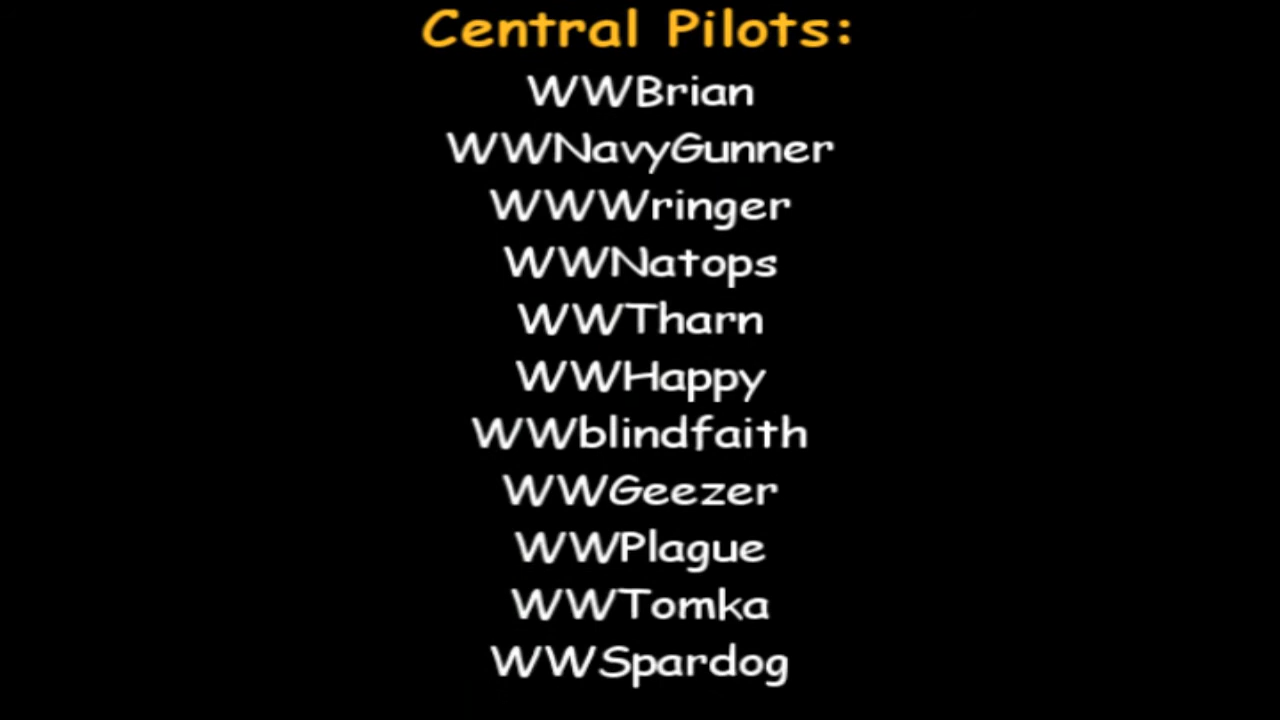 Central Pilots:
WWBrian
WWNavyGunner
WWWringer
WWNatops
WWTharn
WWHappy
WWblindfaith
WWGeezer
WWPlague
WWTomka
WWSpardog